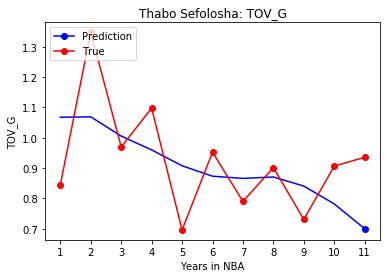 Thabo Sefolosha: TOV_G
Prediction
True
1.3
1.2
1.1
1.0
0.9
0.8
0.7
TOV_G
1 2 3 4 5 6 7 8 9 10 11
Years in NBA